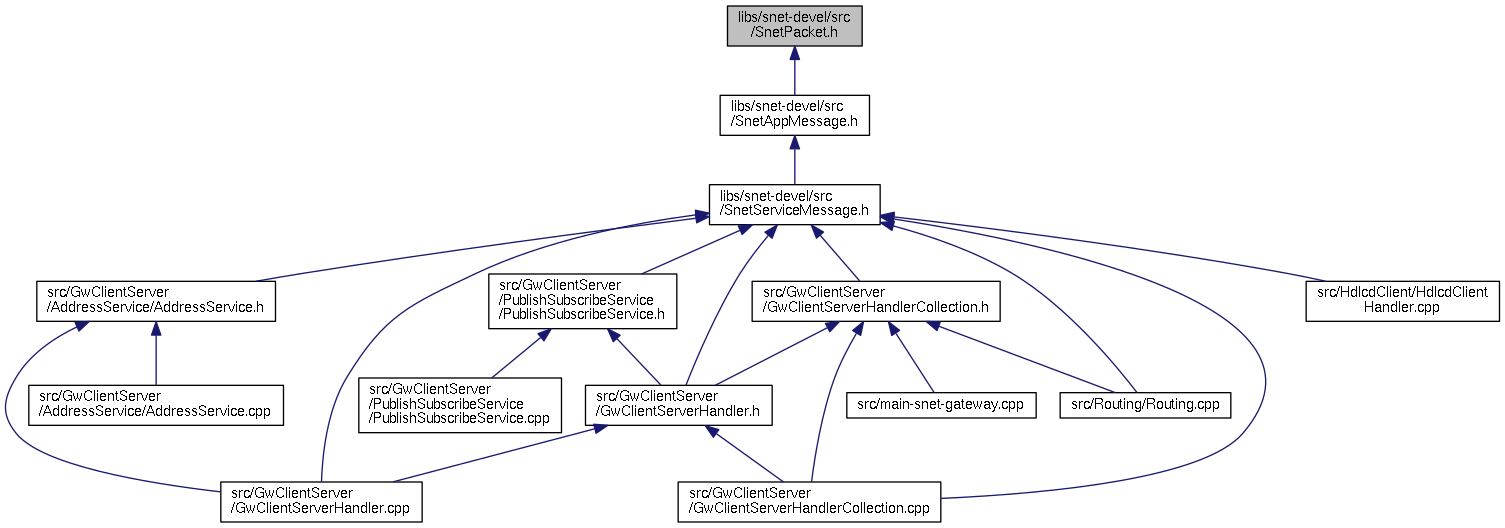 libs/snet-devel/src
/SnetPacket.h
libs/snet-devel/src
/SnetAppMessage.h
libs/snet-devel/src
/SnetServiceMessage.h
src/GwClientServer
/AddressService/AddressService.h
src/GwClientServer
/PublishSubscribeService
/PublishSubscribeService.h
src/GwClientServer
/GwClientServerHandlerCollection.h
src/HdlcdClient/HdlcdClient
Handler.cpp
src/GwClientServer
/AddressService/AddressService.cpp
src/GwClientServer
/PublishSubscribeService
/PublishSubscribeService.cpp
src/GwClientServer
/GwClientServerHandler.h
src/main-snet-gateway.cpp
src/Routing/Routing.cpp
src/GwClientServer
/GwClientServerHandler.cpp
src/GwClientServer
/GwClientServerHandlerCollection.cpp